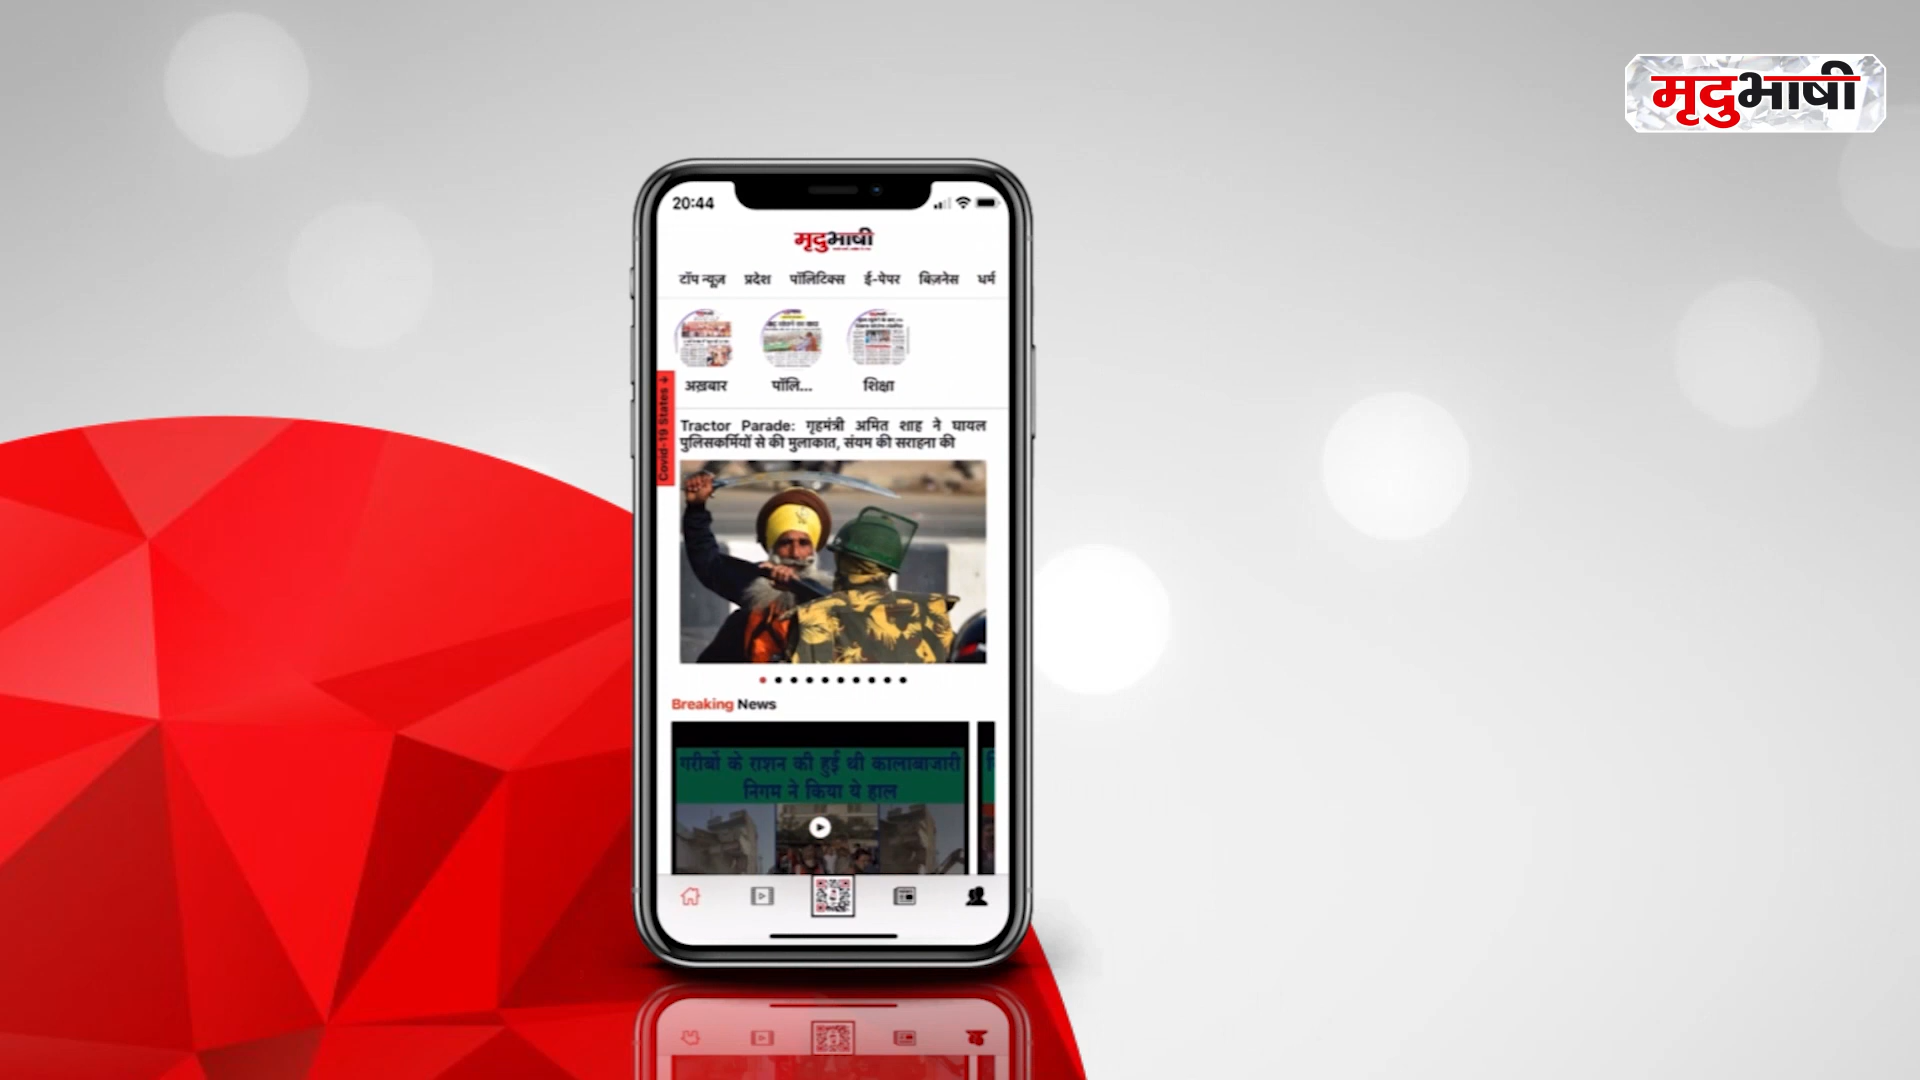 मृदुभाषी
20:44
मृदुभाषी
टॉप न्यूज़ प्रदेश पॉलिटिक्स ई-पेपर बिज़नेस धर्म
अख़बार पॉलि... शिक्षा
Covid-19 States
Tractor Parade: गृहमंत्री अमित शाह ने घायल
पुलिसकर्मियों से की मुलाकात, संयम की सराहना की
Breaking News
गरीबों के राशन की हुई थी कालाबाजारी
निगम ने किया ये हाल